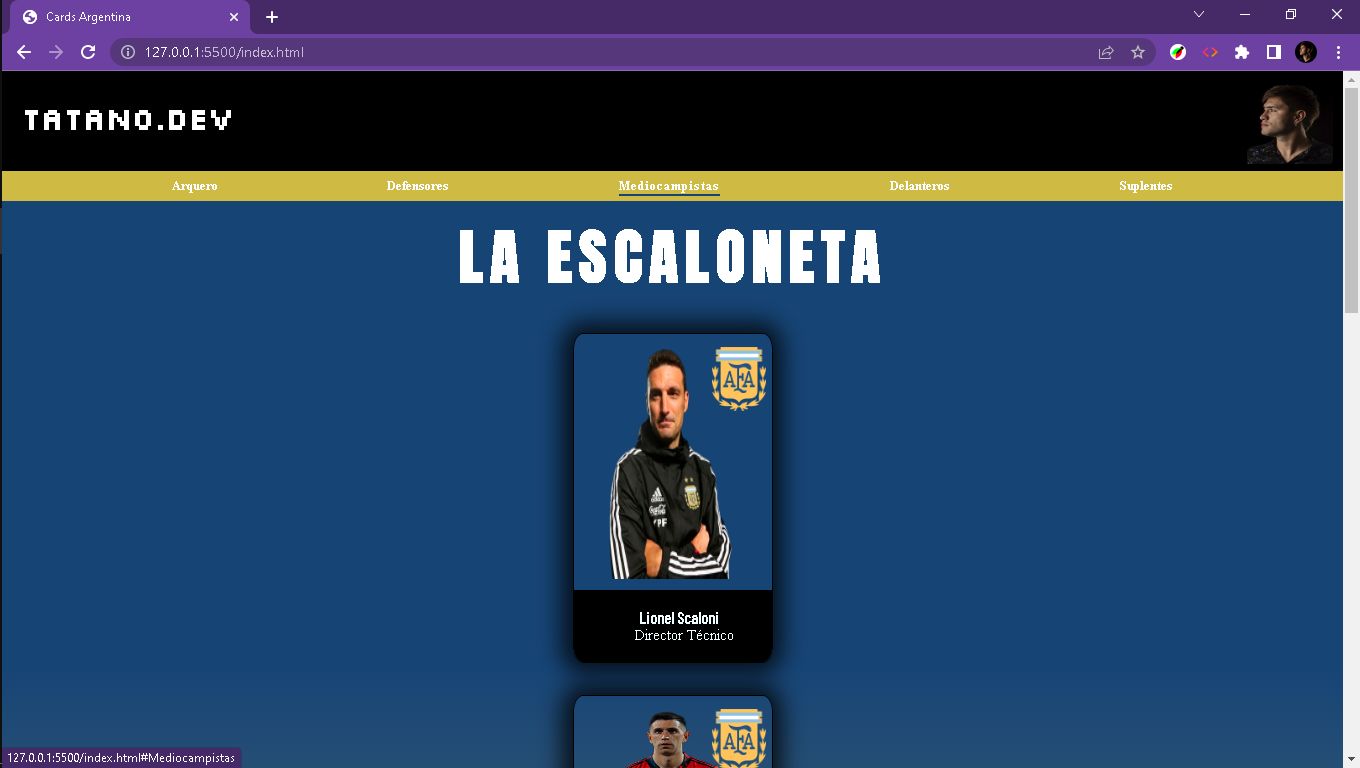 Cards Argentina
127.0.0.1:5500/index.html
TATANO.DEV
Arquero Defensores Mediocampistas Delanteros Suplentes
LA ESCALONETA
AFA
Lionel Scaloni
Director Técnico
AFA
127.0.0.1:5500/index.html#Mediocampistas